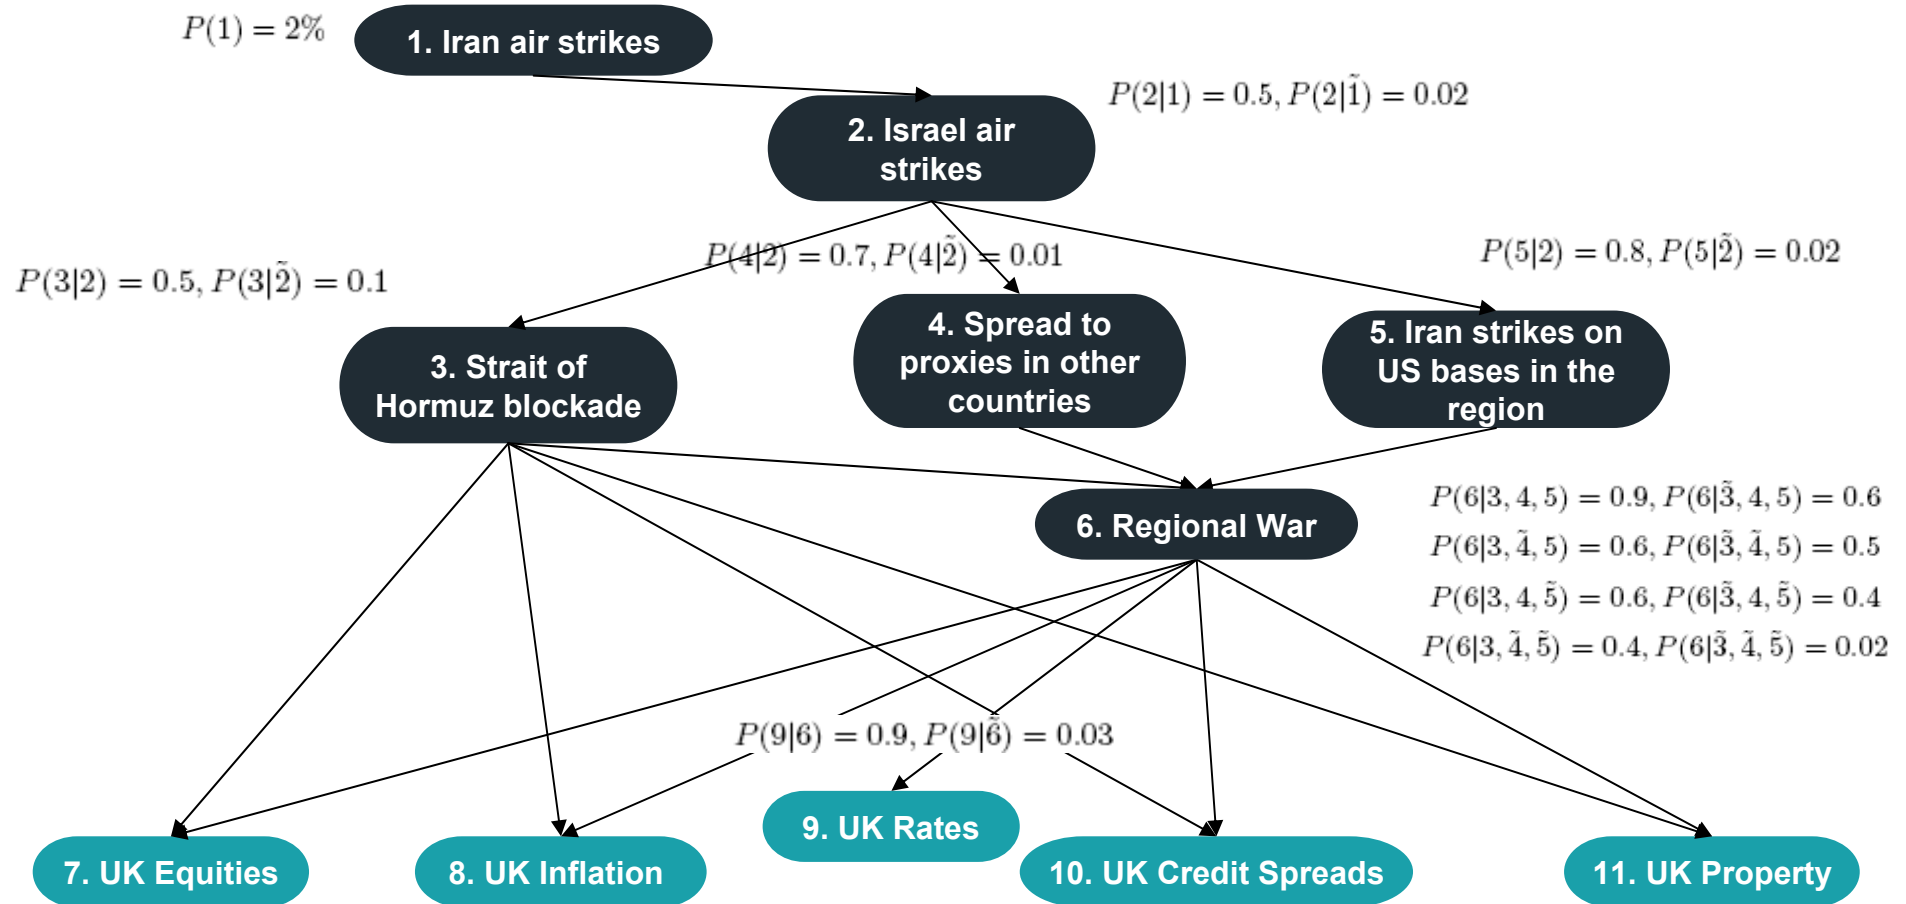 P(1) = 2%
1. Iran air strikes
P(2|1) = 0.5, P(2|1̃) = 0.02
2. Israel air
strikes
P(3|2) = 0.5, P(3|2̃) = 0.1
P(4|2) = 0.7, P(4|2̃) = 0.01
P(5|2) = 0.8, P(5|2̃) = 0.02
3. Strait of
Hormuz blockade
4. Spread to
proxies in other
countries
5. Iran strikes on
US bases in the
region
6. Regional War
P(6|3, 4, 5) = 0.9, P(6|3̃, 4, 5) = 0.6
P(6|3, 4̃, 5) = 0.6, P(6|3̃, 4̃, 5) = 0.5
P(6|3, 4, 5̃) = 0.6, P(6|3̃, 4, 5̃) = 0.4
P(6|3, 4̃, 5̃) = 0.4, P(6|3̃, 4̃, 5̃) = 0.02
P(9|6) = 0.9, P(9|6̃) = 0.03
7. UK Equities
8. UK Inflation
9. UK Rates
10. UK Credit Spreads
11. UK Property